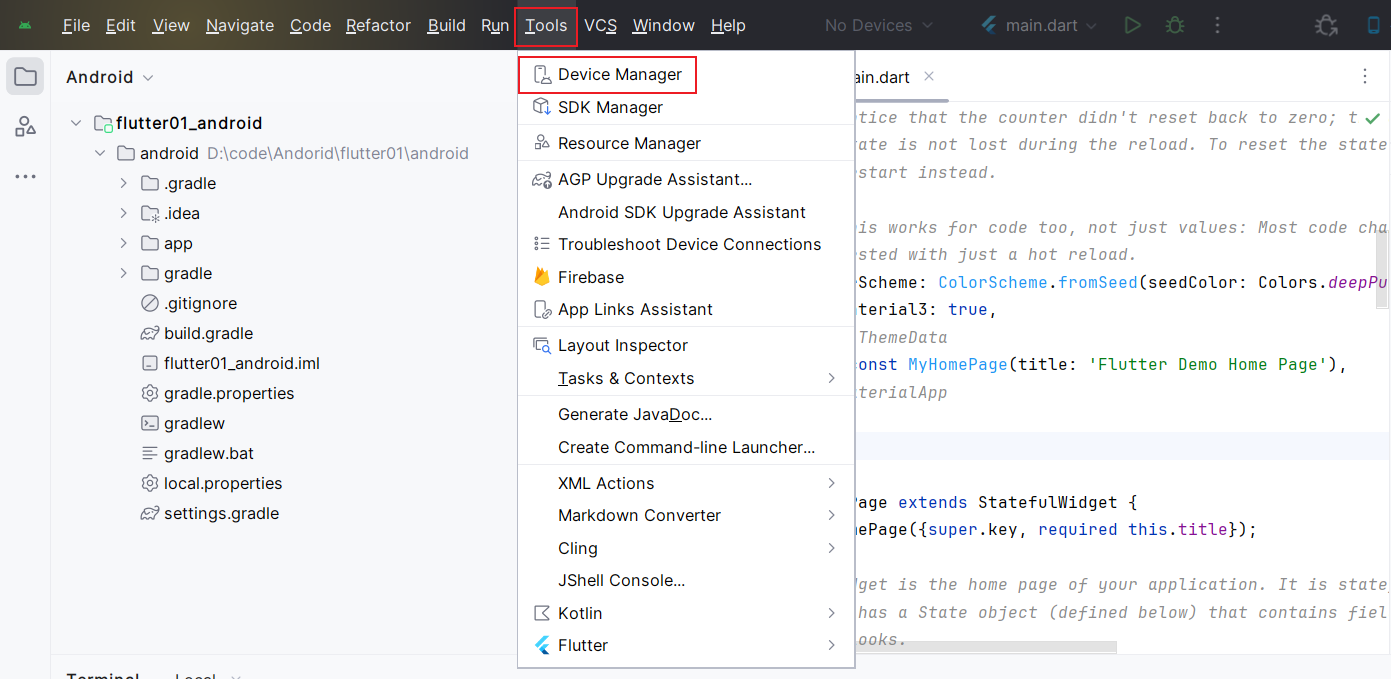 File Edit View Navigate Code Refactor Build Run Tools VCS Window Help No Devices main.dart
Android
flutter01_android
android D:\code\Andorid\flutter01\android
.gradle
.idea
app
gradle
.gitignore
build.gradle
flutter01_android.iml
gradle.properties
gradlew
gradlew.bat
local.properties
settings.gradle
Device Manager
SDK Manager
Resource Manager
AGP Upgrade Assistant...
Android SDK Upgrade Assistant
Troubleshoot Device Connections
Firebase
App Links Assistant
Layout Inspector
Tasks & Contexts
Generate JavaDoc...
Create Command-line Launcher...
XML Actions
Markdown Converter
Cling
JShell Console...
Kotlin
Flutter
ain.dart
tice that the counter didn't reset back to zero; t
ate is not lost during the reload. To reset the state
start instead.
is works for code too, not just values: Most code cha
sted with just a hot reload.
rScheme: ColorScheme.fromSeed(seedColor: Colors.deepPu
terial3: true,
ThemeData
const MyHomePage(title: 'Flutter Demo Home Page'),
terialApp
Page extends StatefulWidget {
mePage({super.key, required this.title});
dget is the home page of your application. It is state
has a State object (defined below) that contains fiel
ooks.
Terminal Local